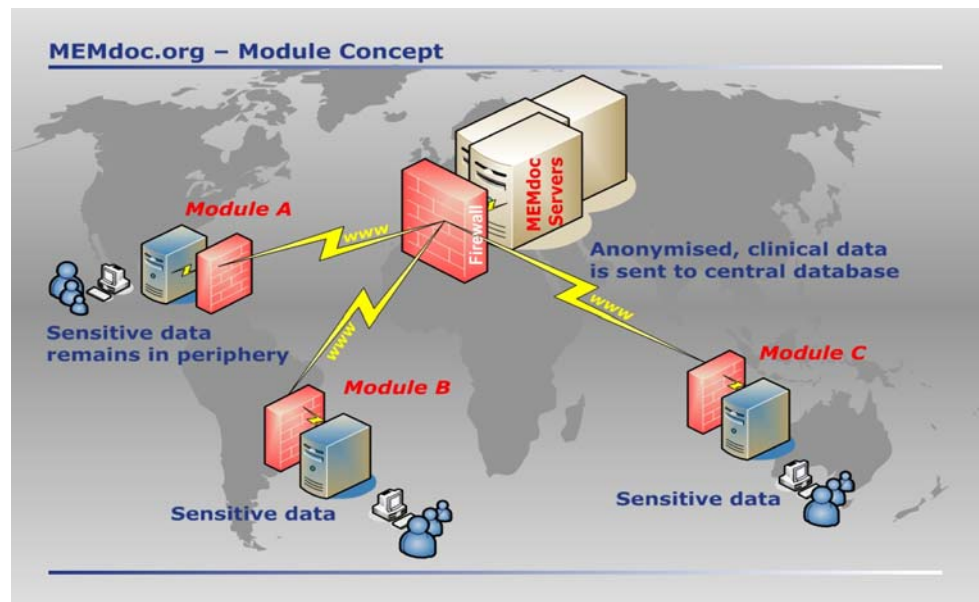 MEMdoc.org – Module Concept
MEMdoc
Servers
Firewall
Module A
www
Anonymised, clinical data
is sent to central database
www
Sensitive data
remains in periphery
www
Module C
Module B
Sensitive data
Sensitive data